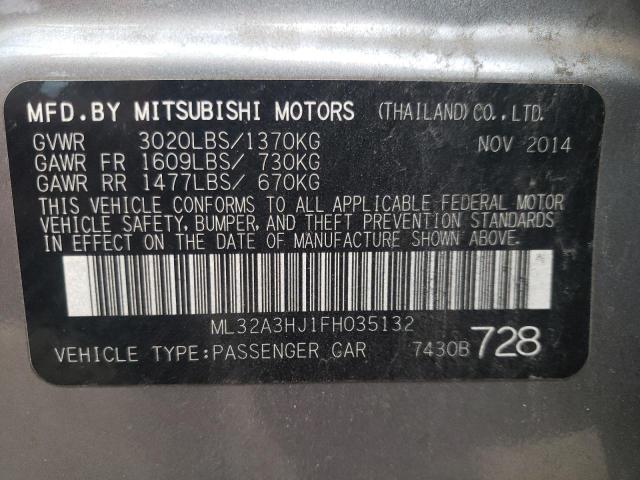 MFD.BY MITSUBISHI MOTORS (THAILAND)CO.,LTD.
GVWR 3020LBS/1370KG NOV 2014
GAWR FR 1609LBS/ 730KG
GAWR RR 1477LBS/ 670KG
THIS VEHICLE CONFORMS TO ALL APPLICABLE FEDERAL MOTOR
VEHICLE SAFETY, BUMPER, AND THEFT PREVENTION STANDARDS
IN EFFECT ON THE DATE OF MANUFACTURE SHOWN ABOVE.
ML32A3HJ1FH035132
VEHICLE TYPE:PASSENGER CAR 7430B 728